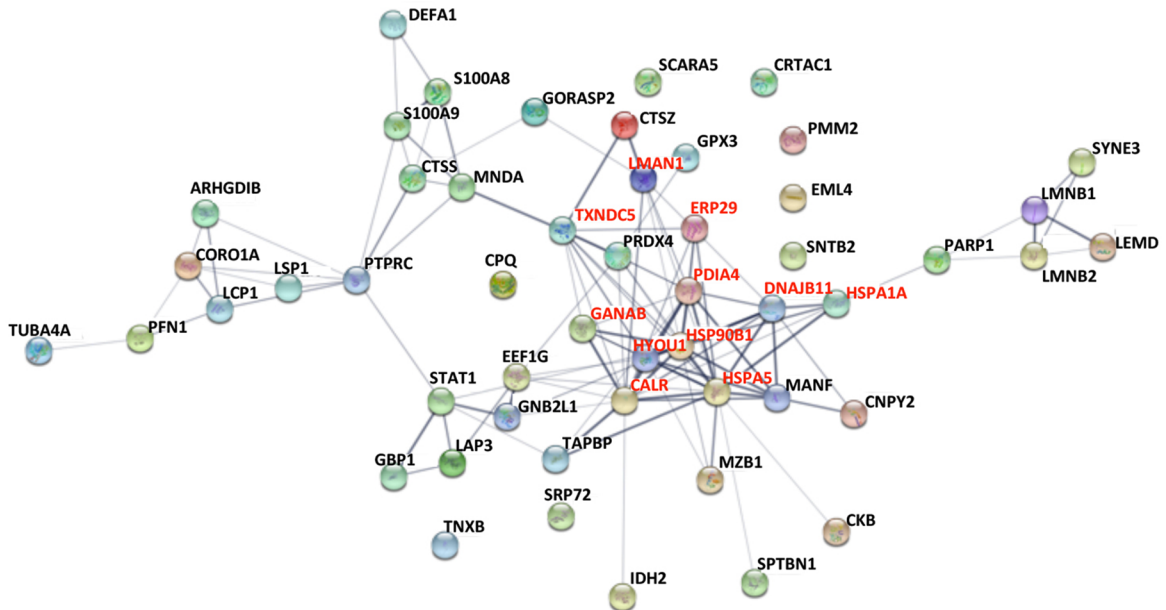 DEFA1
SCARA5
CRTAC1
S100A8
GORASP2
S100A9
CTSZ
GPX3
PMM2
LMAN1
SYNE3
CTSS
MNDA
ARHGDIB
EML4
LMNB1
TXNDC5
ERP29
PRDX4
SNTB2
PARP1
LEMD
CORO1A
LSP1
PTPRC
CPQ
PDIA4
LMNB2
LCP1
DNAJB11
HSPA1A
GANAB
TUBA4A
PFN1
HYOU1
HSP90B1
EEF1G
STAT1
CALR
HSPA5
MANF
CNPY2
GNB2L1
LAP3
TAPBP
GBP1
MZB1
SRP72
TNXB
CKB
IDH2
SPTBN1